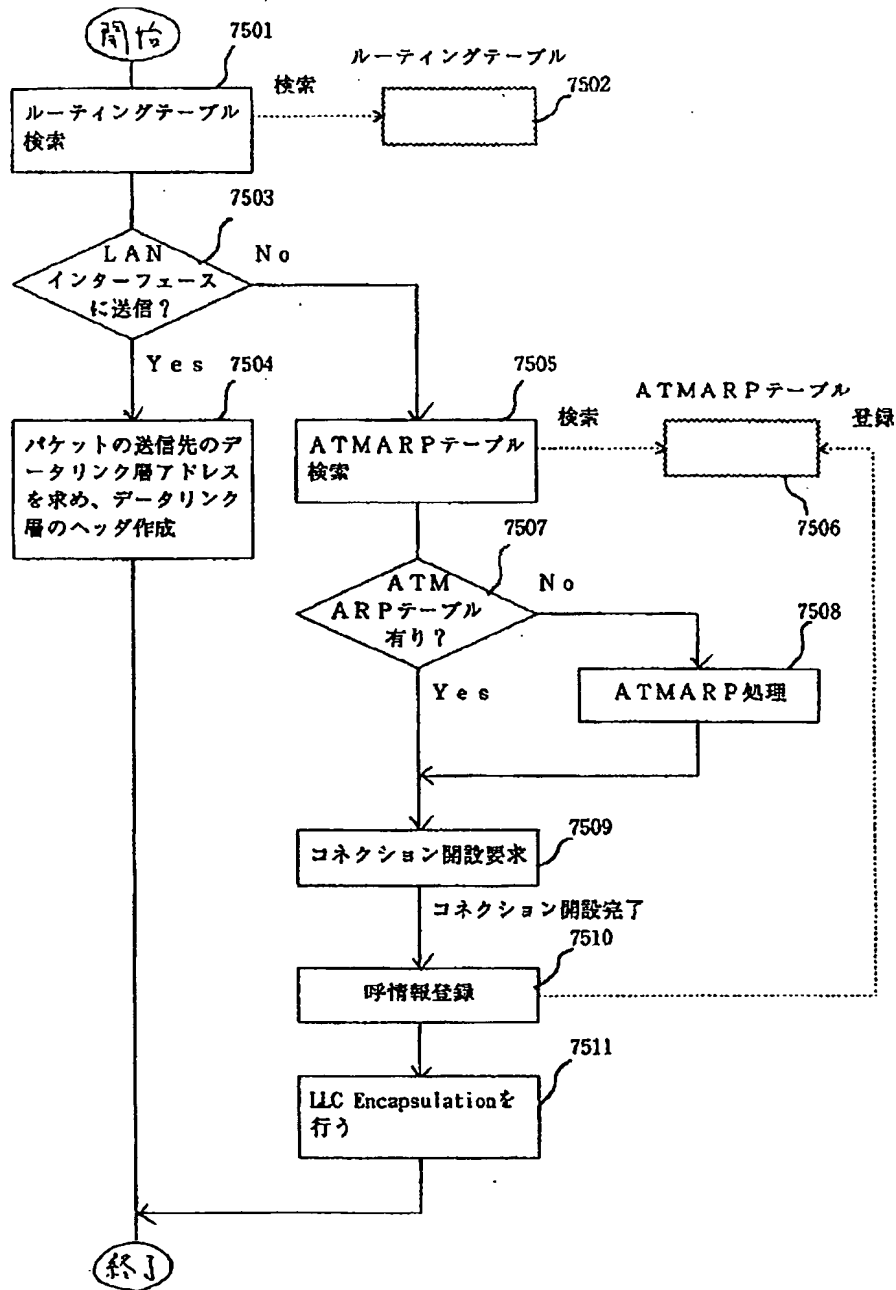 開始
7501
ルーティングテーブル
検索
検索
ルーティングテーブル
7502
7503
LAN
インターフェース
に送信？
No
Yes
7504
パケットの送信先のデ
ータリンク層アドレス
を求め、データリンク
層のヘッダ作成
7505
ATMARPテーブル
検索
検索
ATMARPテーブル
登録
7506
7507
ATM
ARPテーブル
有り？
No
Yes
7508
ATMARP処理
7509
コネクション開設要求
コネクション開設完了
7510
呼情報登録
7511
LLC Encapsulationを
行う
終了